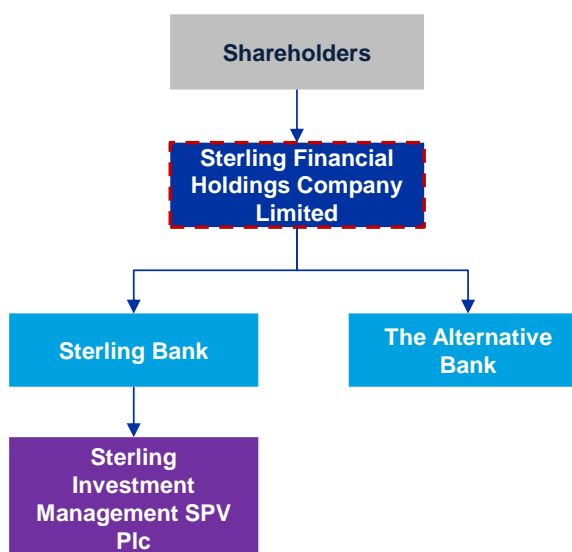 Shareholders
Sterling Financial
Holdings Company
Limited
Sterling Bank
The Alternative
Bank
Sterling
Investment
Management SPV
Plc